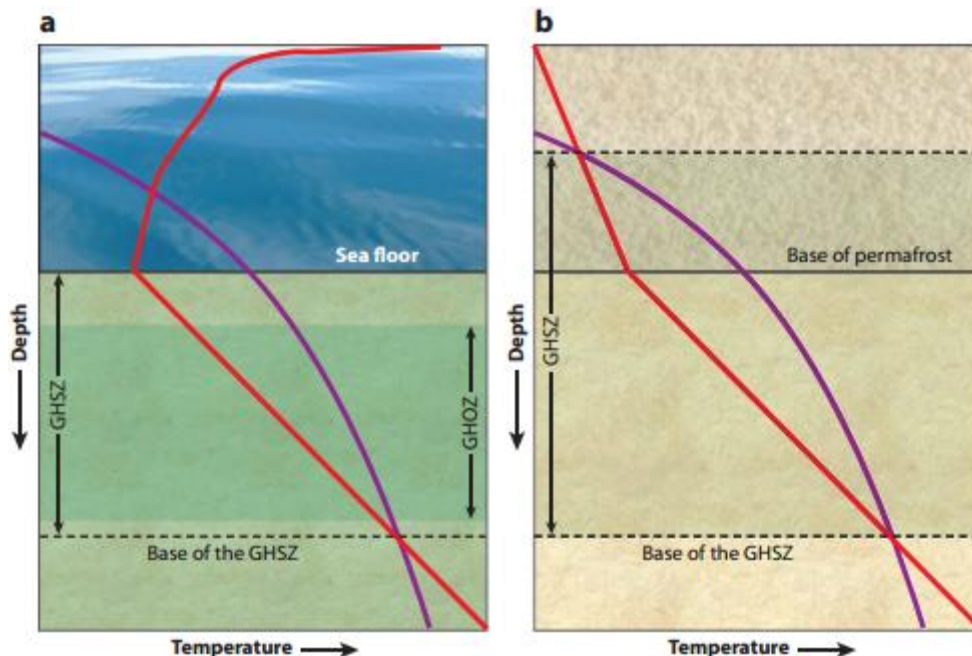 a
Sea floor
Depth
GHSZ
GHOZ
Base of the GHSZ
Temperature
b
Base of permafrost
Depth
GHSZ
Base of the GHSZ
Temperature